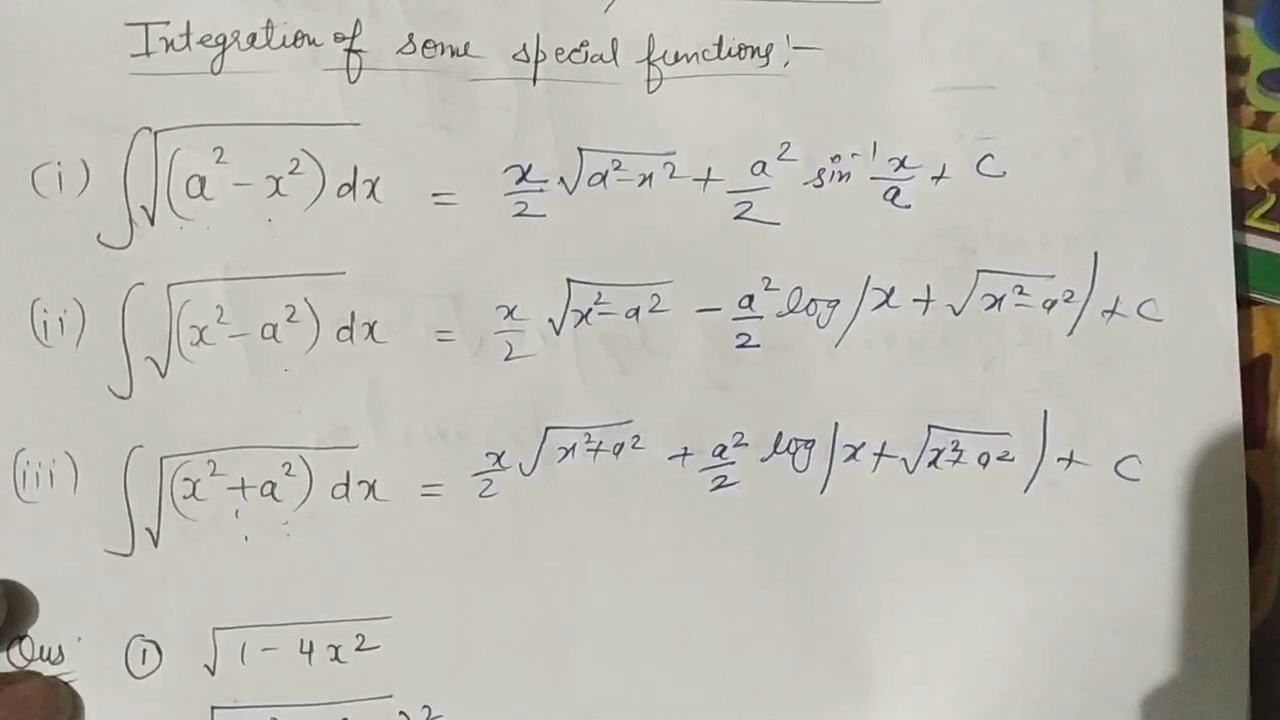 Integration of some special functions:-
(i) ∫√(a² - x²) dx = x/2 √a²-x² + a²/2 sin⁻¹ x/a + C
(ii) ∫√(x² - a²) dx = x/2 √x²-a² - a²/2 log|x + √x²-a²| + C
(iii) ∫√(x² + a²) dx = x/2 √x²+a² + a²/2 log|x + √x²+a²| + C
Qus ① √1 - 4x²